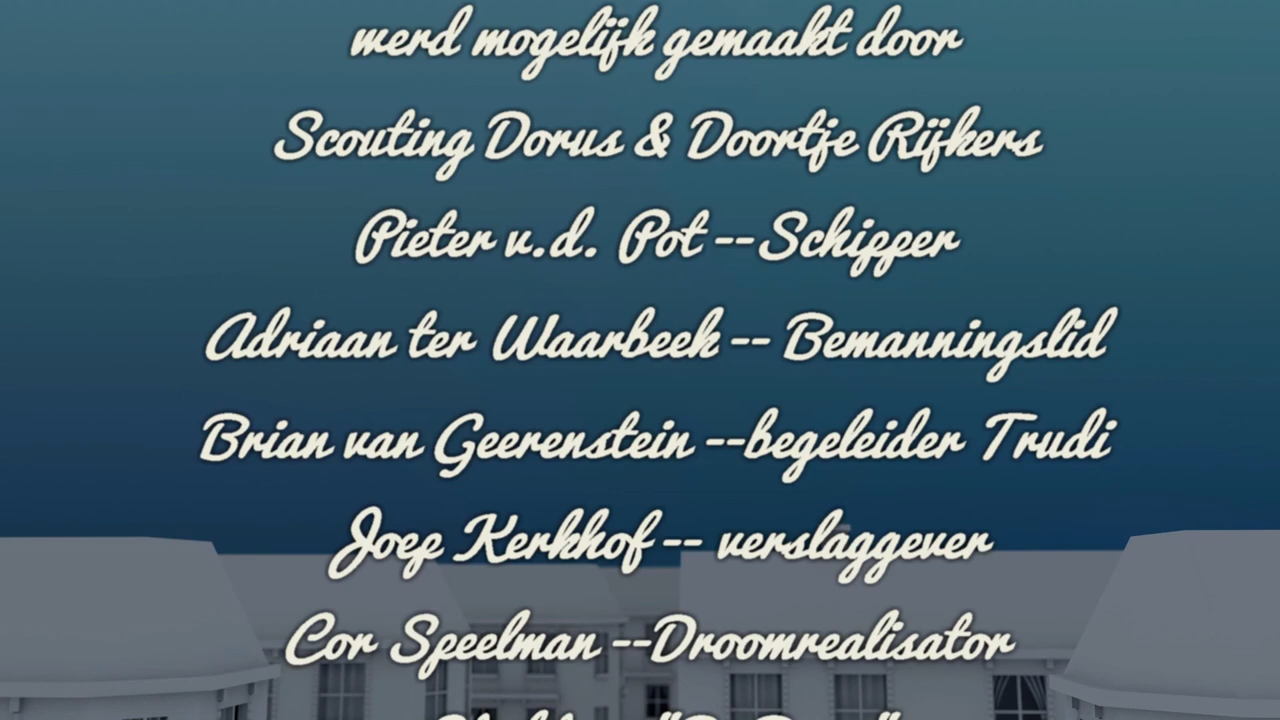 werd mogelijk gemaakt door
Scouting Dorus & Doortje Rijkers
Pieter v.d. Pot --Schipper
Adriaan ter Waarbeek -- Bemanningslid
Brian van Geerenstein --begeleider Trudi
Joep Kerkhof -- verslaggever
Cor Speelman --Droomrealisator